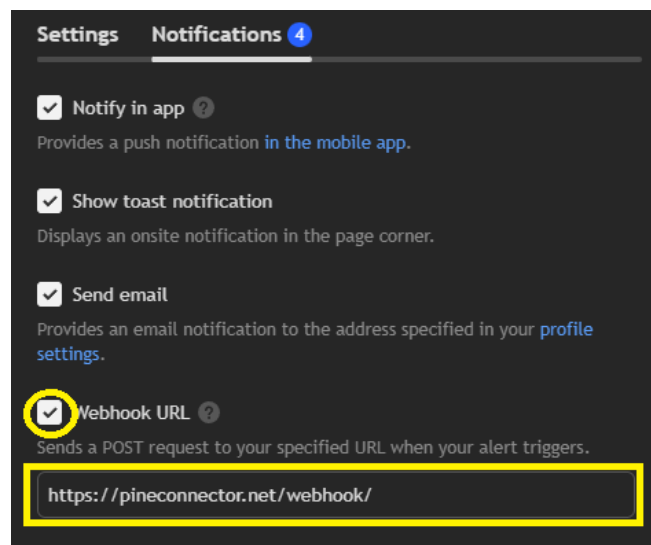 Settings Notifications 4
Notify in app ?
Provides a push notification in the mobile app.
Show toast notification
Displays an onsite notification in the page corner.
Send email
Provides an email notification to the address specified in your profile
settings.
Webhook URL ?
Sends a POST request to your specified URL when your alert triggers.
https://pineconnector.net/webhook/